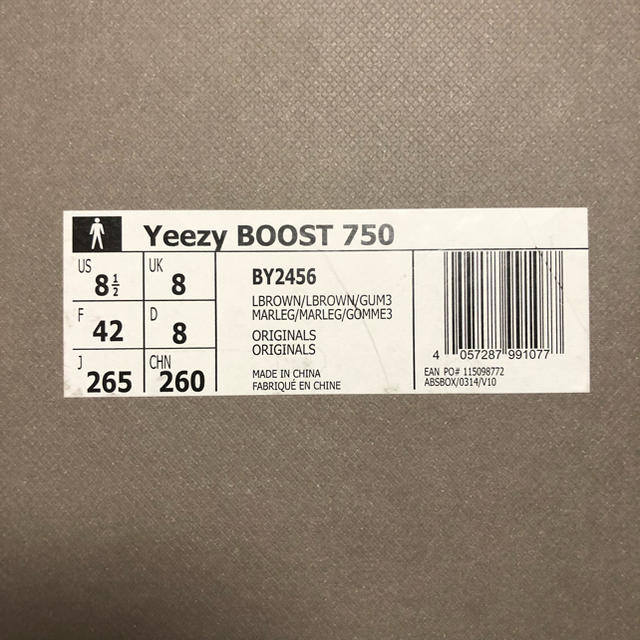 Yeezy BOOST 750
US 8½ UK 8
F 42 D 8
J 265 CHN 260
BY2456
LBROWN/LBROWN/GUM3
MARLEG/MARLEG/GOMME3
ORIGINALS
ORIGINALS
MADE IN CHINA
FABRIQUÉ EN CHINE
4 057287 991077
EAN PO# 115098772
ABSBOX/0314/V10